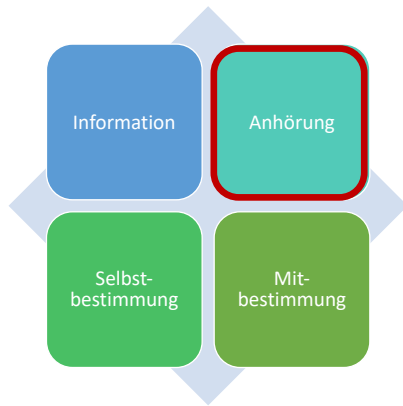 Information
Anhörung
Selbst-
bestimmung
Mit-
bestimmung